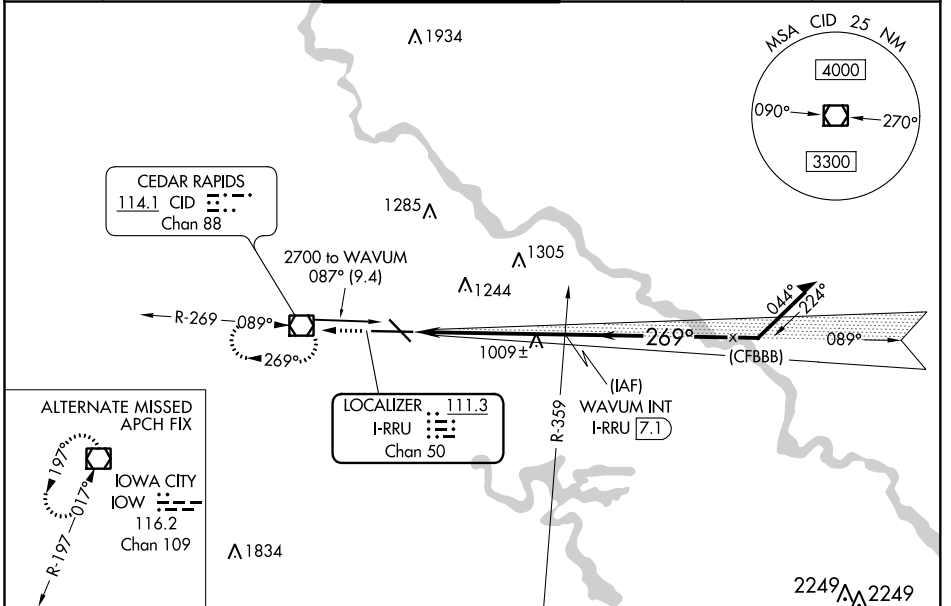 1934
MSA CID 25 NM
4000
090°
270°
3300
CEDAR RAPIDS
114.1 CID
Chan 88
1285
2700 to WAVUM
087° (9.4)
1305
1244
044°
224°
R-269
089°
269°
1009±
269°
x
089°
(CFBBB)
(IAF)
WAVUM INT
I-RRU 7.1
R-359
LOCALIZER 111.3
I-RRU
Chan 50
ALTERNATE MISSED
APCH FIX
197°
017°
IOWA CITY
IOW
116.2
Chan 109
R-197
1834
2249
2249